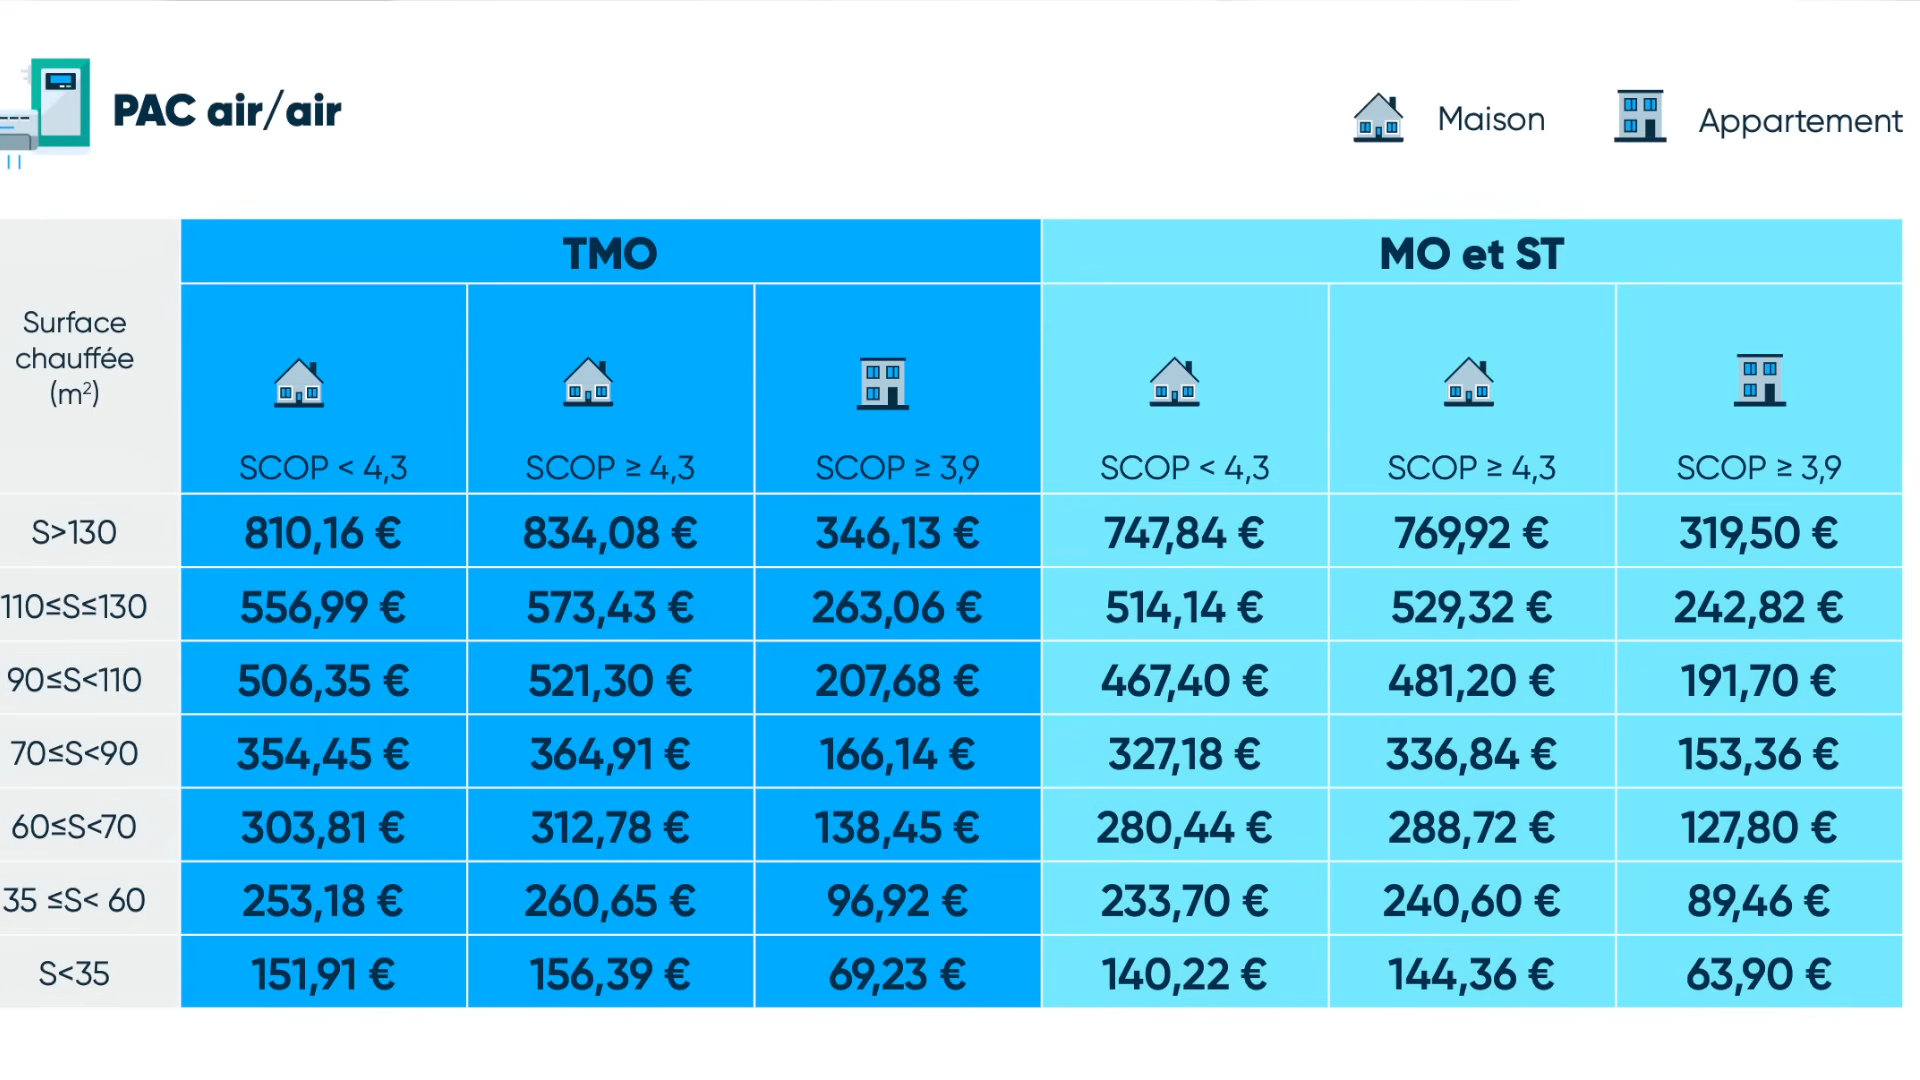 PAC air/air
Maison
Appartement
TMO
MO et ST
Surface
chauffée
(m²)
SCOP < 4,3
SCOP ≥ 4,3
SCOP ≥ 3,9
SCOP < 4,3
SCOP ≥ 4,3
SCOP ≥ 3,9
S>130 810,16 € 834,08 € 346,13 € 747,84 € 769,92 € 319,50 €
110≤S≤130 556,99 € 573,43 € 263,06 € 514,14 € 529,32 € 242,82 €
90≤S<110 506,35 € 521,30 € 207,68 € 467,40 € 481,20 € 191,70 €
70≤S<90 354,45 € 364,91 € 166,14 € 327,18 € 336,84 € 153,36 €
60≤S<70 303,81 € 312,78 € 138,45 € 280,44 € 288,72 € 127,80 €
35 ≤S< 60 253,18 € 260,65 € 96,92 € 233,70 € 240,60 € 89,46 €
S<35 151,91 € 156,39 € 69,23 € 140,22 € 144,36 € 63,90 €